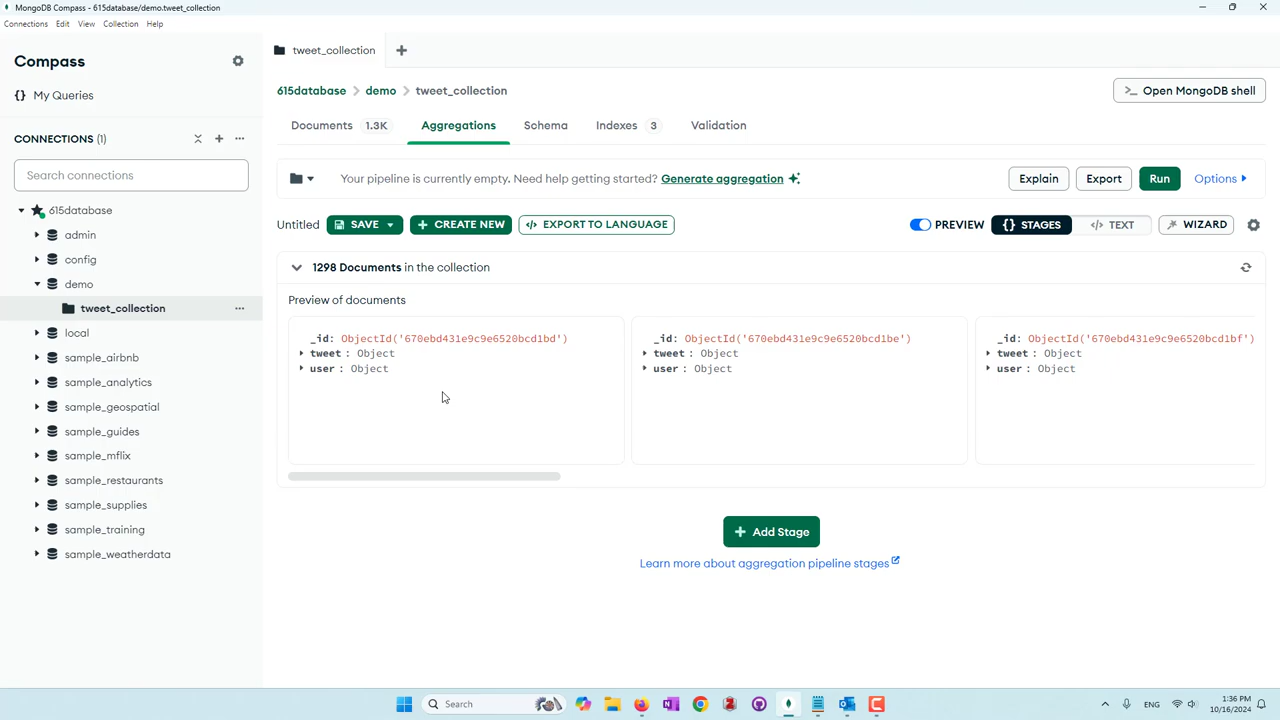 MongoDB Compass - 615database/demo.tweet_collection
Connections Edit View Collection Help
Compass
{} My Queries
CONNECTIONS (1)
Search connections
615database
admin
config
demo
tweet_collection
local
sample_airbnb
sample_analytics
sample_geospatial
sample_guides
sample_mflix
sample_restaurants
sample_supplies
sample_training
sample_weatherdata
tweet_collection
615database > demo > tweet_collection
>_ Open MongoDB shell
Documents 1.3K Aggregations Schema Indexes 3 Validation
Your pipeline is currently empty. Need help getting started? Generate aggregation
Explain Export Run Options
Untitled SAVE + CREATE NEW </> EXPORT TO LANGUAGE PREVIEW {} STAGES </> TEXT WIZARD
1298 Documents in the collection
Preview of documents
_id: ObjectId('670ebd431e9c9e6520bcd1bd')
tweet : Object
user : Object
_id: ObjectId('670ebd431e9c9e6520bcd1be')
tweet : Object
user : Object
_id: ObjectId('670ebd431e9c9e6520bcd1bf')
tweet : Object
user : Object
+ Add Stage
Learn more about aggregation pipeline stages
Search
ENG
1:36 PM
10/16/2024